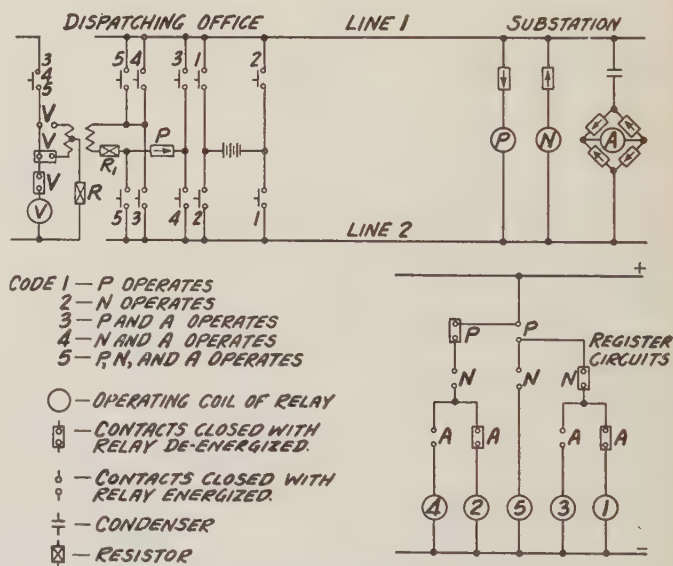 DISPATCHING OFFICE
LINE 1
SUBSTATION
3
4
5
V
V
V
V
R
5 4 3 1 2
P
R1
5 3 4 2 1
P
N
A
LINE 2
CODE 1 — P OPERATES
2 — N OPERATES
3 — P AND A OPERATES
4 — N AND A OPERATES
5 — P, N, AND A OPERATES
○ — OPERATING COIL OF RELAY
— CONTACTS CLOSED WITH
RELAY DE-ENERGIZED.
— CONTACTS CLOSED WITH
RELAY ENERGIZED.
— CONDENSER
— RESISTOR
+
P
P
REGISTER
CIRCUITS
N
N
N
A
A
A
A
4
2
5
3
1
−